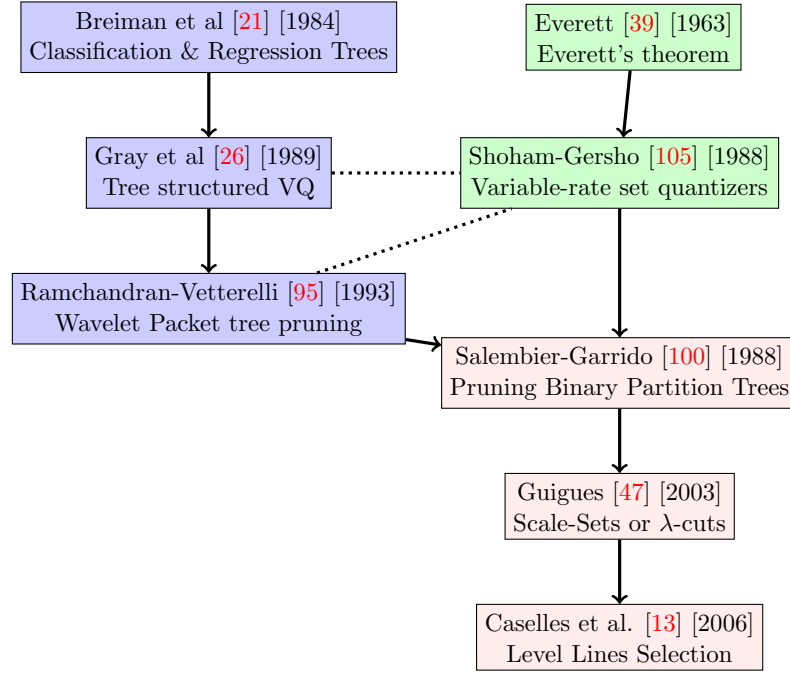 Breiman et al [21] [1984]
Classification & Regression Trees
Everett [39] [1963]
Everett's theorem
Gray et al [26] [1989]
Tree structured VQ
Shoham-Gersho [105] [1988]
Variable-rate set quantizers
Ramchandran-Vetterelli [95] [1993]
Wavelet Packet tree pruning
Salembier-Garrido [100] [1988]
Pruning Binary Partition Trees
Guigues [47] [2003]
Scale-Sets or λ-cuts
Caselles et al. [13] [2006]
Level Lines Selection